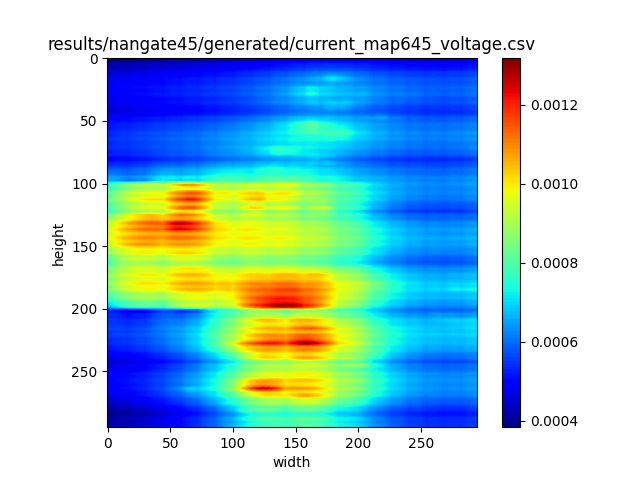 results/nangate45/generated/current_map645_voltage.csv
0
50
100
150
200
250
height
0 50 100 150 200 250
width
0.0012
0.0010
0.0008
0.0006
0.0004